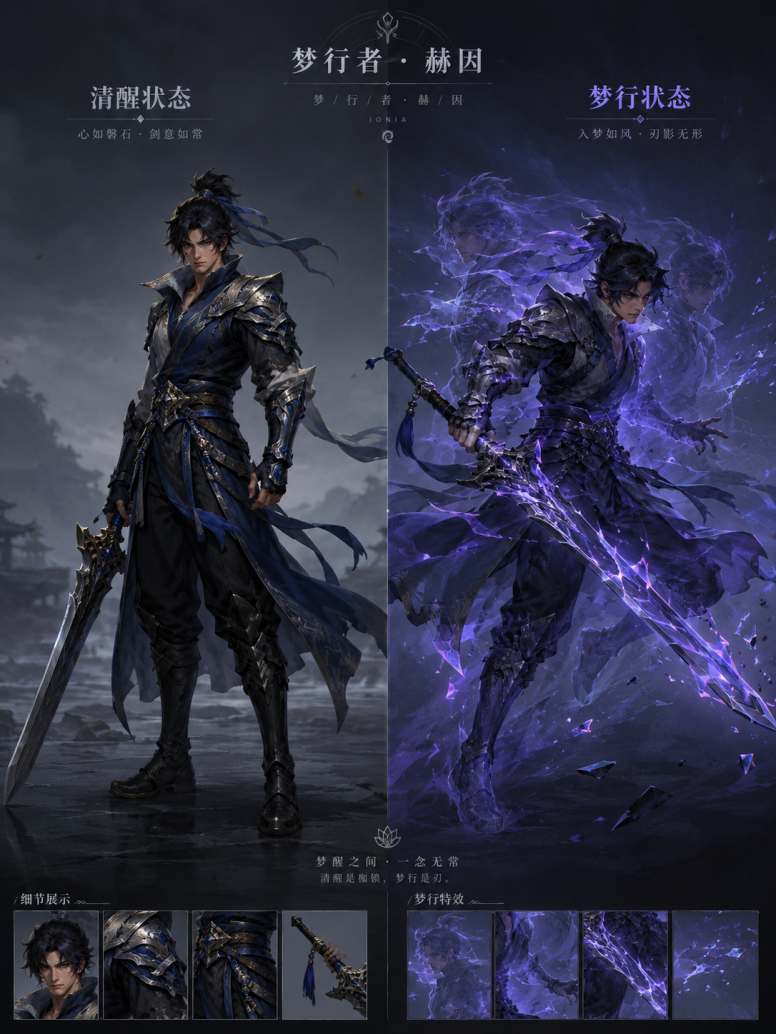 梦行者·赫因
梦/行/者·赫/因
IONIA
清醒状态
心如磐石·剑意如常
梦行状态
入梦如风·刃影无形
梦醒之间·一念无常
清醒是枷锁，梦行是刃。
/细节展示
/梦行特效